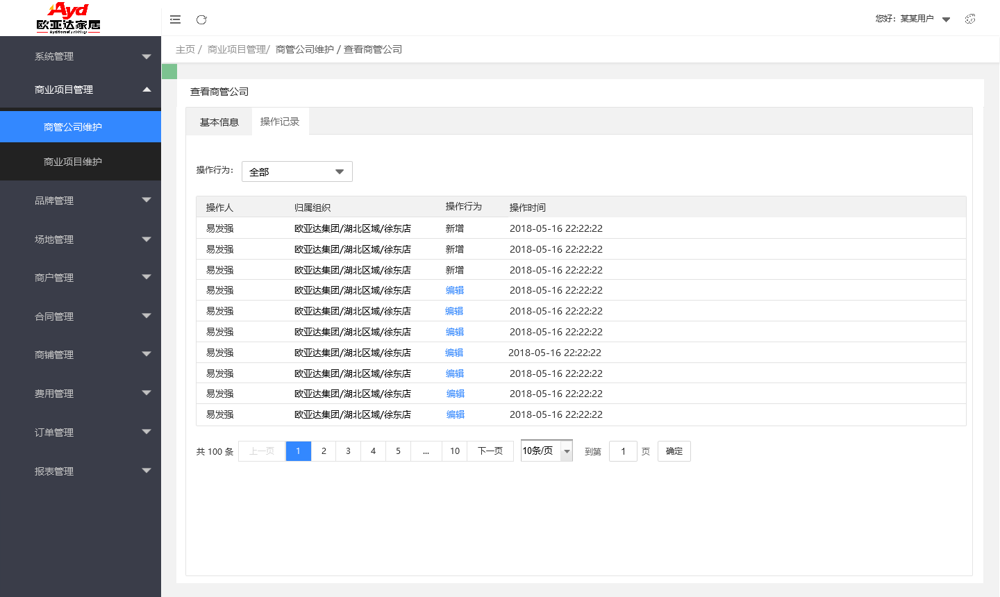 Ayd
欧亚达家居
AydHomeFurnishings
您好：某某用户
主页 / 商业项目管理/ 商管公司维护 / 查看商管公司
系统管理
商业项目管理
商管公司维护
商业项目维护
品牌管理
场地管理
商户管理
合同管理
商铺管理
费用管理
订单管理
报表管理
查看商管公司
基本信息 操作记录
操作行为： 全部
操作人 归属组织 操作行为 操作时间
易发强 欧亚达集团/湖北区域/徐东店 新增 2018-05-16 22:22:22
易发强 欧亚达集团/湖北区域/徐东店 新增 2018-05-16 22:22:22
易发强 欧亚达集团/湖北区域/徐东店 新增 2018-05-16 22:22:22
易发强 欧亚达集团/湖北区域/徐东店 编辑 2018-05-16 22:22:22
易发强 欧亚达集团/湖北区域/徐东店 编辑 2018-05-16 22:22:22
易发强 欧亚达集团/湖北区域/徐东店 编辑 2018-05-16 22:22:22
易发强 欧亚达集团/湖北区域/徐东店 编辑 2018-05-16 22:22:22
易发强 欧亚达集团/湖北区域/徐东店 编辑 2018-05-16 22:22:22
易发强 欧亚达集团/湖北区域/徐东店 编辑 2018-05-16 22:22:22
易发强 欧亚达集团/湖北区域/徐东店 编辑 2018-05-16 22:22:22
共 100 条 上一页 1 2 3 4 5 ... 10 下一页 10条/页 到第 1 页 确定